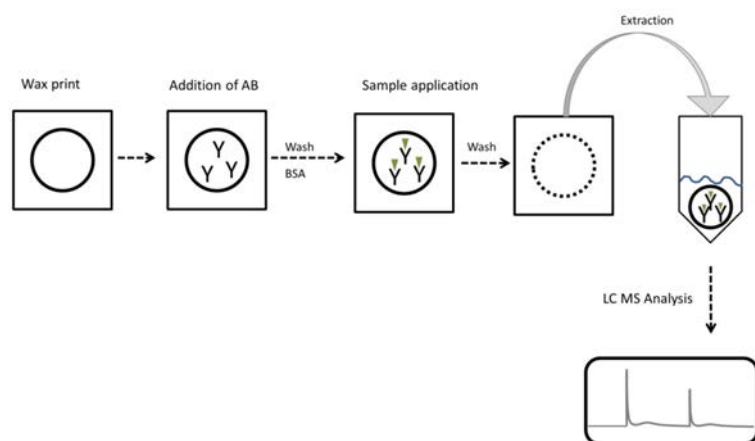 Extraction
Wax print
Addition of AB
Sample application
Wash
BSA
Wash
LC MS Analysis